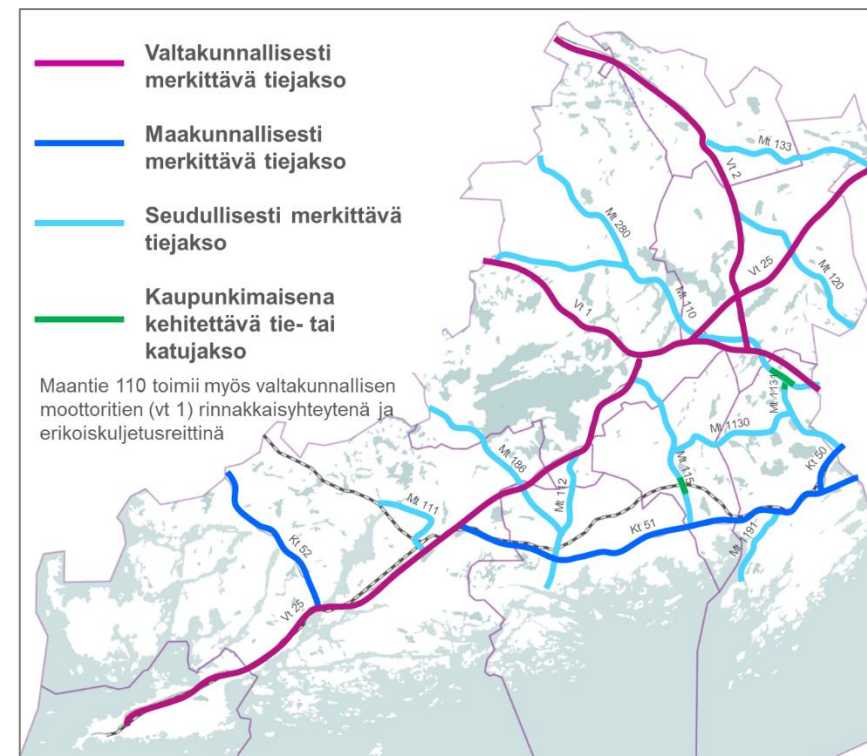 Valtakunnallisesti
merkittävä tiejakso
Maakunnallisesti
merkittävä tiejakso
Seudullisesti merkittävä
tiejakso
Kaupunkimaisena
kehitettävä tie- tai
katujakso
Maantie 110 toimii myös valtakunnallisen
moottoritien (vt 1) rinnakkaisyhteytenä ja
erikoiskuljetusreittinä
Mt 133
Vt 2
Mt 280
Vt 25
Mt 120
Mt 110
Vt 1
Mt 1131
Mt 1130
Kt 50
Mt 186
Mt 112
Mt 115
Mt 111
Kt 51
Mt 1191
Kt 52
Vt 25